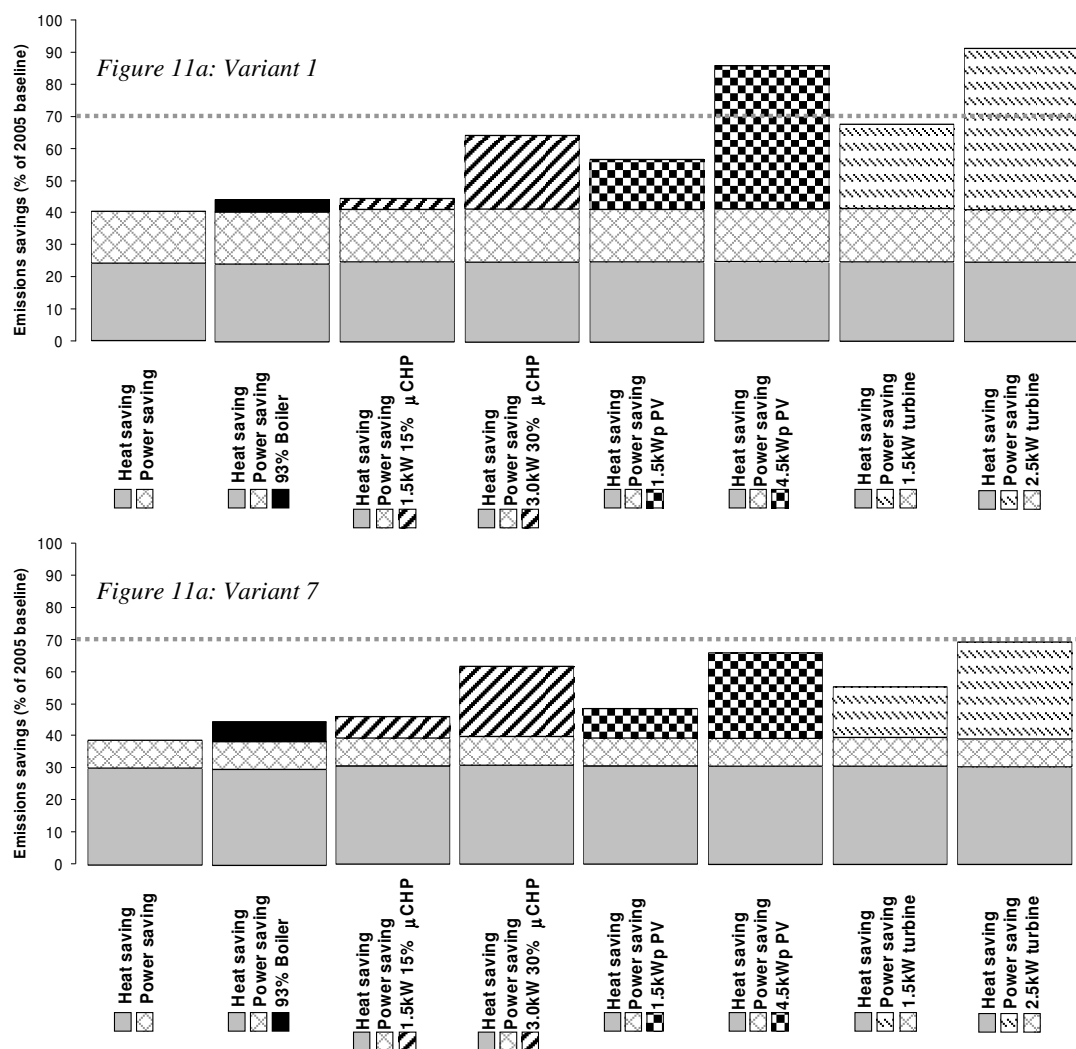 100
90
80
70
60
50
40
30
20
10
0
Emissions savings (% of 2005 baseline)
Figure 11a: Variant 1
Heat saving
Power saving
Heat saving
Power saving
93% Boiler
Heat saving
Power saving
1.5kW 15% μCHP
Heat saving
Power saving
3.0kW 30% μCHP
Heat saving
Power saving
1.5kWp PV
Heat saving
Power saving
4.5kWp PV
Heat saving
Power saving
1.5kW turbine
Heat saving
Power saving
2.5kW turbine
100
90
80
70
60
50
40
30
20
10
0
Emissions savings (% of 2005 baseline)
Figure 11a: Variant 7
Heat saving
Power saving
Heat saving
Power saving
93% Boiler
Heat saving
Power saving
1.5kW 15% μCHP
Heat saving
Power saving
3.0kW 30% μCHP
Heat saving
Power saving
1.5kWp PV
Heat saving
Power saving
4.5kWp PV
Heat saving
Power saving
1.5kW turbine
Heat saving
Power saving
2.5kW turbine